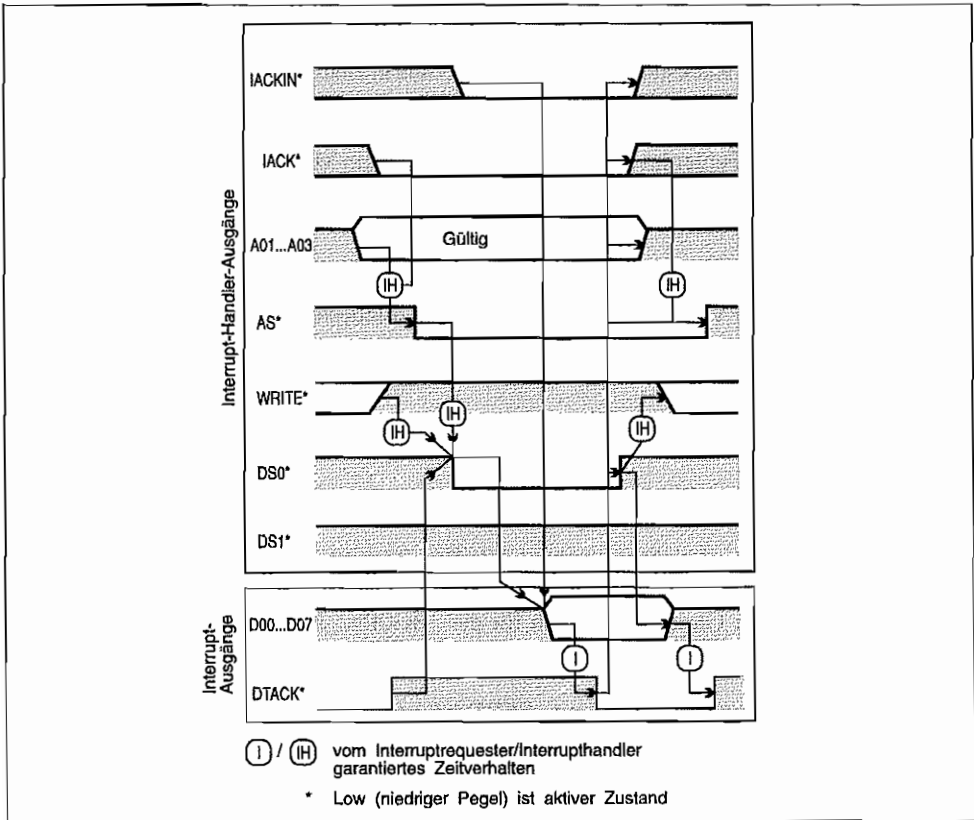 Interrupt-Handler-Ausgänge
IACKIN*
IACK*
A01...A03
Gültig
IH
IH
AS*
WRITE*
IH
IH
IH
DS0*
DS1*
Interrupt-
Ausgänge
D00...D07
I
I
DTACK*
I / IH vom Interruptrequester/Interrupthandler
garantiertes Zeitverhalten
* Low (niedriger Pegel) ist aktiver Zustand